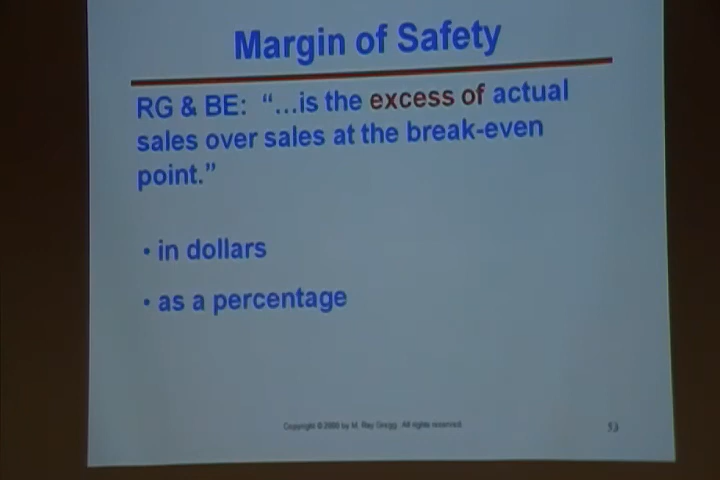 Margin of Safety
RG & BE: “...is the excess of actual
sales over sales at the break-even
point.”
• in dollars
• as a percentage
Copyright © 2000 by M. Ray Gregg. All rights reserved.
53